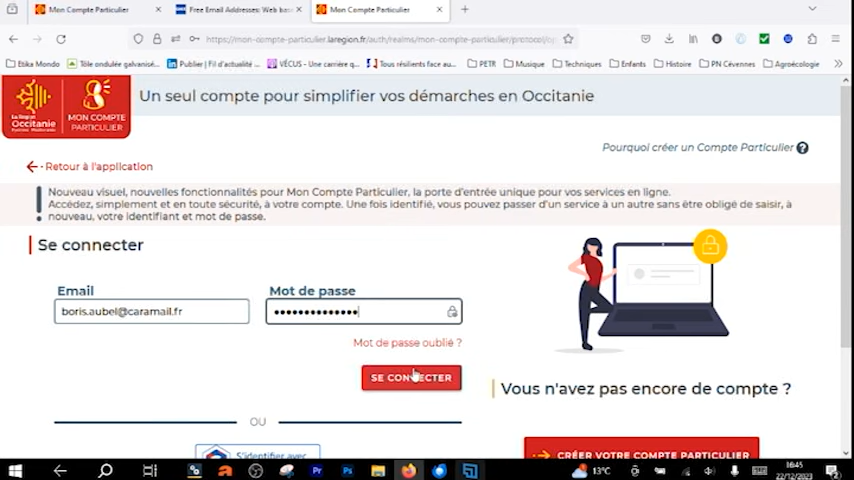 Mon Compte Particulier
Free Email Addresses: Web base
Mon Compte Particulier
https://mon-compte-particulier.laregion.fr/auth/realms/mon-compte-particulier/protocol/op
Etika Mondo
Tôle ondulée galvanisé...
Publier | Fil d'actualité ...
VÉCUS - Une carrière q...
Tous résilients face au...
PETR
Musique
Techniques
Enfants
Histoire
PN Cévennes
Agroécologie
La Région
Occitanie
MON COMPTE
PARTICULIER
Un seul compte pour simplifier vos démarches en Occitanie
Pourquoi créer un Compte Particulier ?
Retour à l'application
Nouveau visuel, nouvelles fonctionnalités pour Mon Compte Particulier, la porte d'entrée unique pour vos services en ligne.
Accédez, simplement et en toute sécurité, à votre compte. Une fois identifié, vous pouvez passer d'un service à un autre sans être obligé de saisir, à
nouveau, votre identifiant et mot de passe.
Se connecter
Email
Mot de passe
boris.aubel@caramail.fr
••••••••••••••
Mot de passe oublié ?
SE CONNECTER
Vous n'avez pas encore de compte ?
OU
S'identifier avec
CRÉER VOTRE COMPTE PARTICULIER
13°C
16:45
22/12/2023